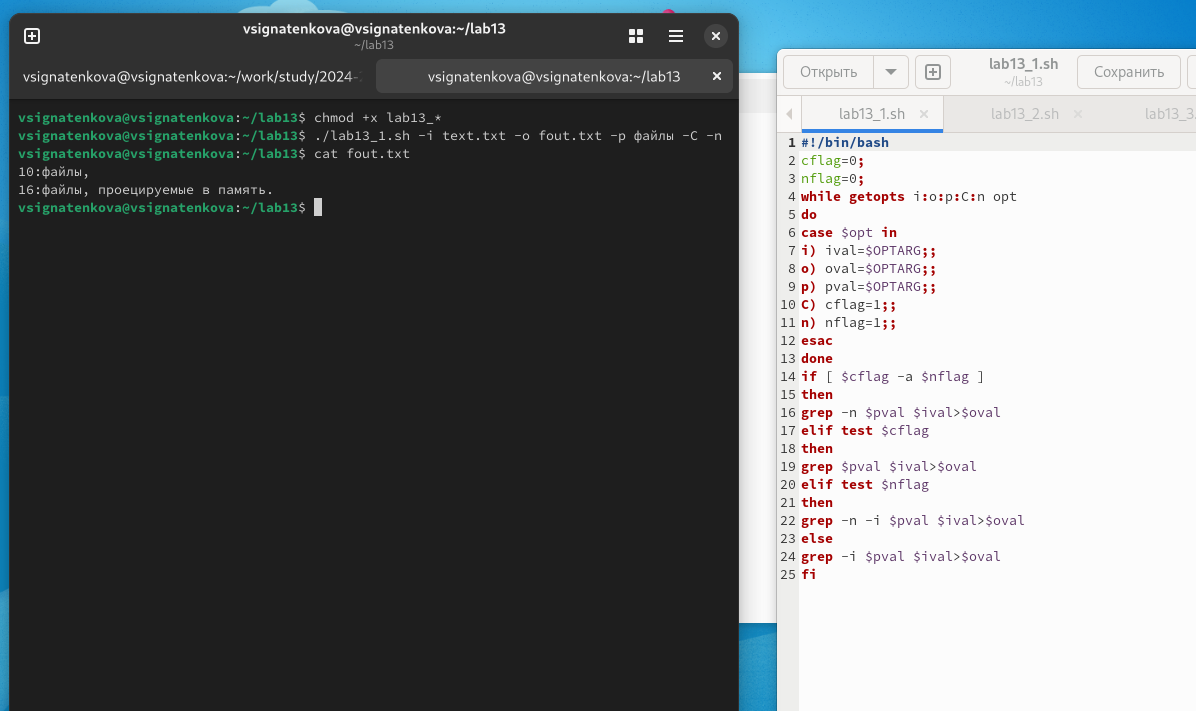 vsignatenkova@vsignatenkova:~/lab13
~/lab13
vsignatenkova@vsignatenkova:~/work/study/2024-
vsignatenkova@vsignatenkova:~/lab13
vsignatenkova@vsignatenkova:~/lab13$ chmod +x lab13_*
vsignatenkova@vsignatenkova:~/lab13$ ./lab13_1.sh -i text.txt -o fout.txt -p файлы -C -n
vsignatenkova@vsignatenkova:~/lab13$ cat fout.txt
10:файлы,
16:файлы, проецируемые в память.
vsignatenkova@vsignatenkova:~/lab13$
Открыть
lab13_1.sh
~/lab13
Сохранить
lab13_1.sh
lab13_2.sh
lab13_3.
1 #!/bin/bash
2 cflag=0;
3 nflag=0;
4 while getopts i:o:p:C:n opt
5 do
6 case $opt in
7 i) ival=$OPTARG;;
8 o) oval=$OPTARG;;
9 p) pval=$OPTARG;;
10 C) cflag=1;;
11 n) nflag=1;;
12 esac
13 done
14 if [ $cflag -a $nflag ]
15 then
16 grep -n $pval $ival>$oval
17 elif test $cflag
18 then
19 grep $pval $ival>$oval
20 elif test $nflag
21 then
22 grep -n -i $pval $ival>$oval
23 else
24 grep -i $pval $ival>$oval
25 fi